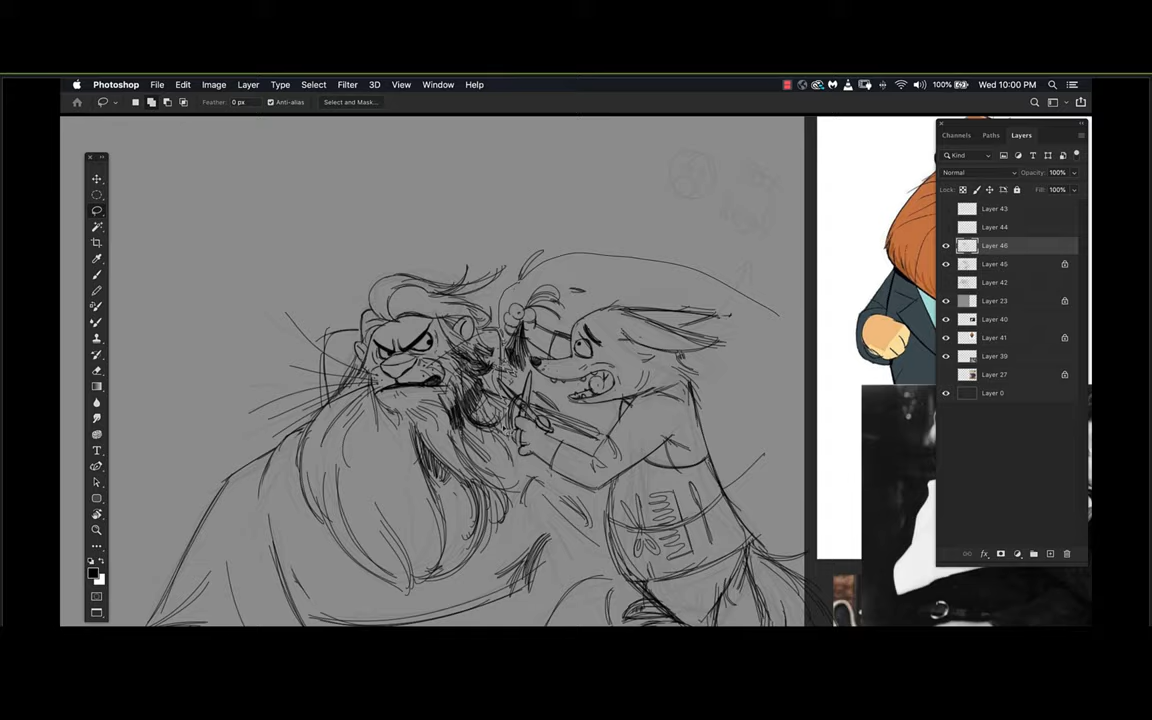 Photoshop File Edit Image Layer Type Select Filter 3D View Window Help 100% Wed 10:00 PM
Feather: 0 px Anti-alias Select and Mask...
Channels Paths Layers
Kind
Normal Opacity: 100%
Lock: Fill: 100%
Layer 43
Layer 44
Layer 46
Layer 45
Layer 42
Layer 23
Layer 40
Layer 41
Layer 39
Layer 27
Layer 0
fx